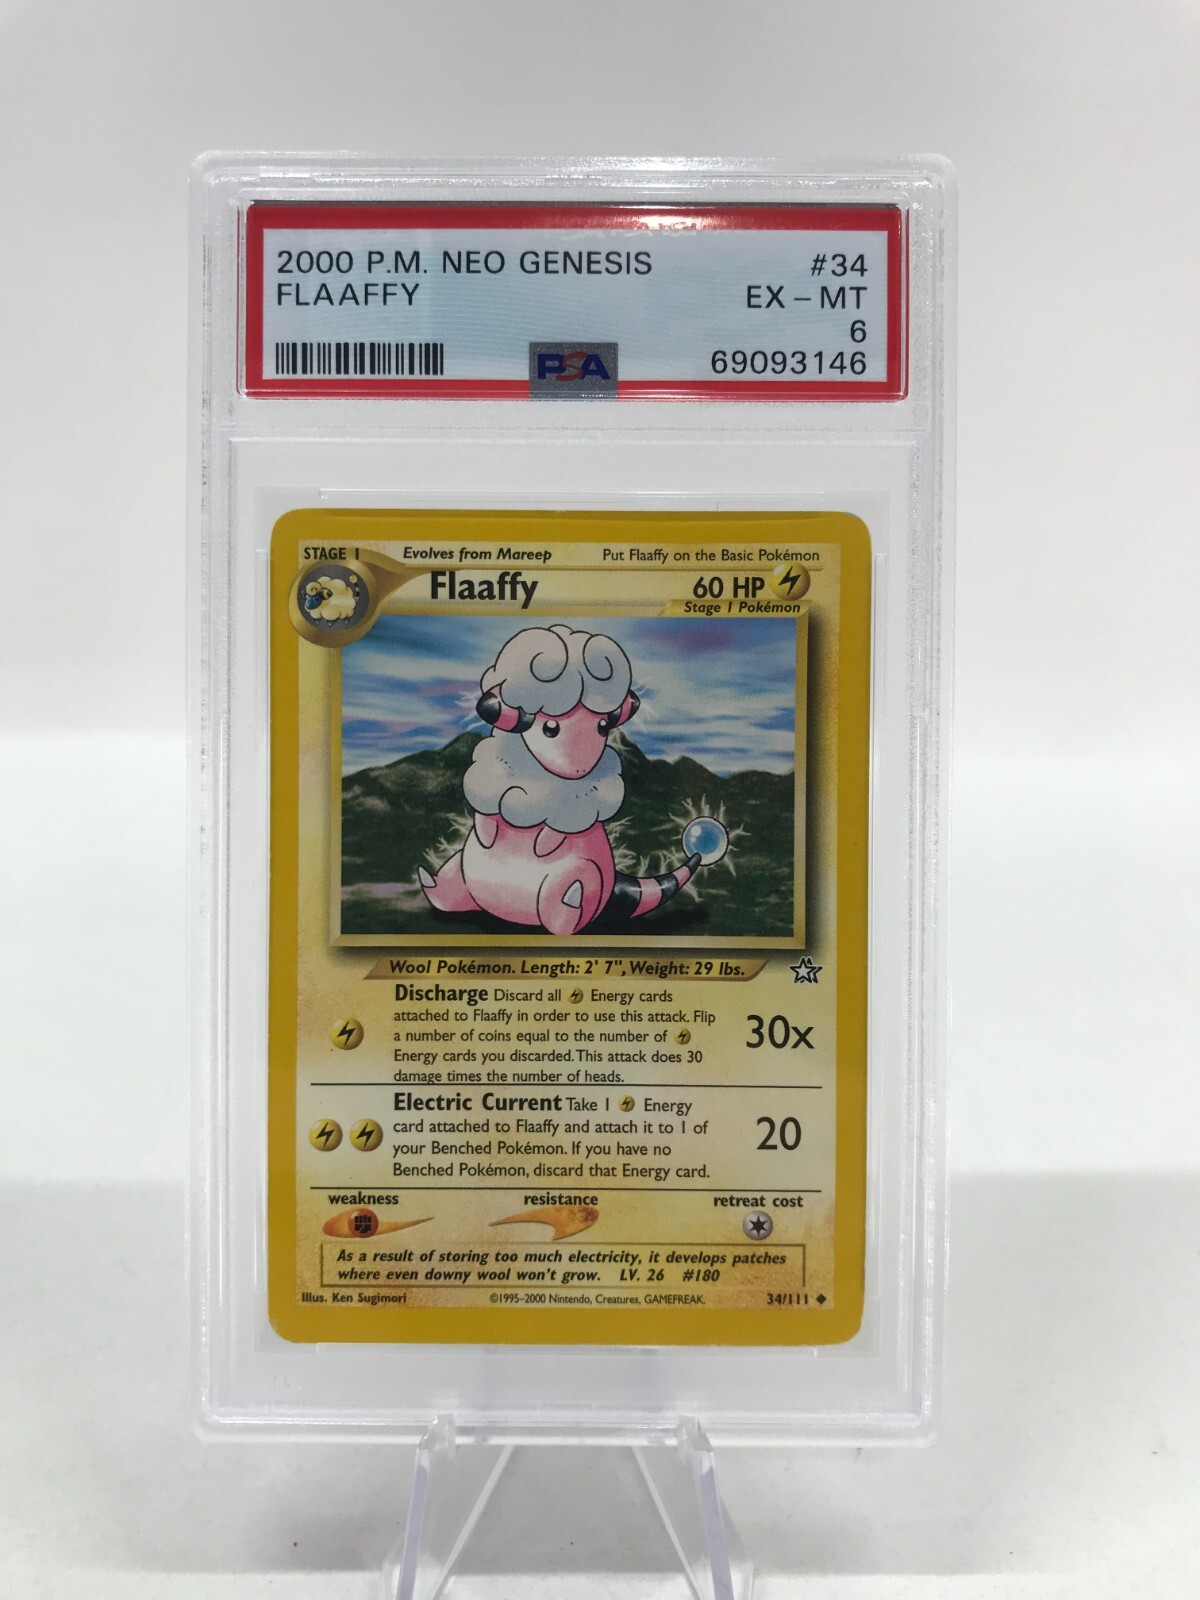 2000 P.M. NEO GENESIS #34
FLAAFFY EX - MT
6
PSA 69093146
STAGE 1 Evolves from Mareep Put Flaaffy on the Basic Pokémon
Flaaffy 60 HP
Stage 1 Pokémon
Wool Pokémon. Length: 2' 7", Weight: 29 lbs.
Discharge Discard all Energy cards
attached to Flaaffy in order to use this attack. Flip
a number of coins equal to the number of
Energy cards you discarded. This attack does 30
damage times the number of heads.
30x
Electric Current Take 1 Energy
card attached to Flaaffy and attach it to 1 of
your Benched Pokémon. If you have no
Benched Pokémon, discard that Energy card.
20
weakness resistance retreat cost
As a result of storing too much electricity, it develops patches
where even downy wool won't grow. LV. 26 #180
Illus. Ken Sugimori ©1995-2000 Nintendo, Creatures, GAMEFREAK. 34/111